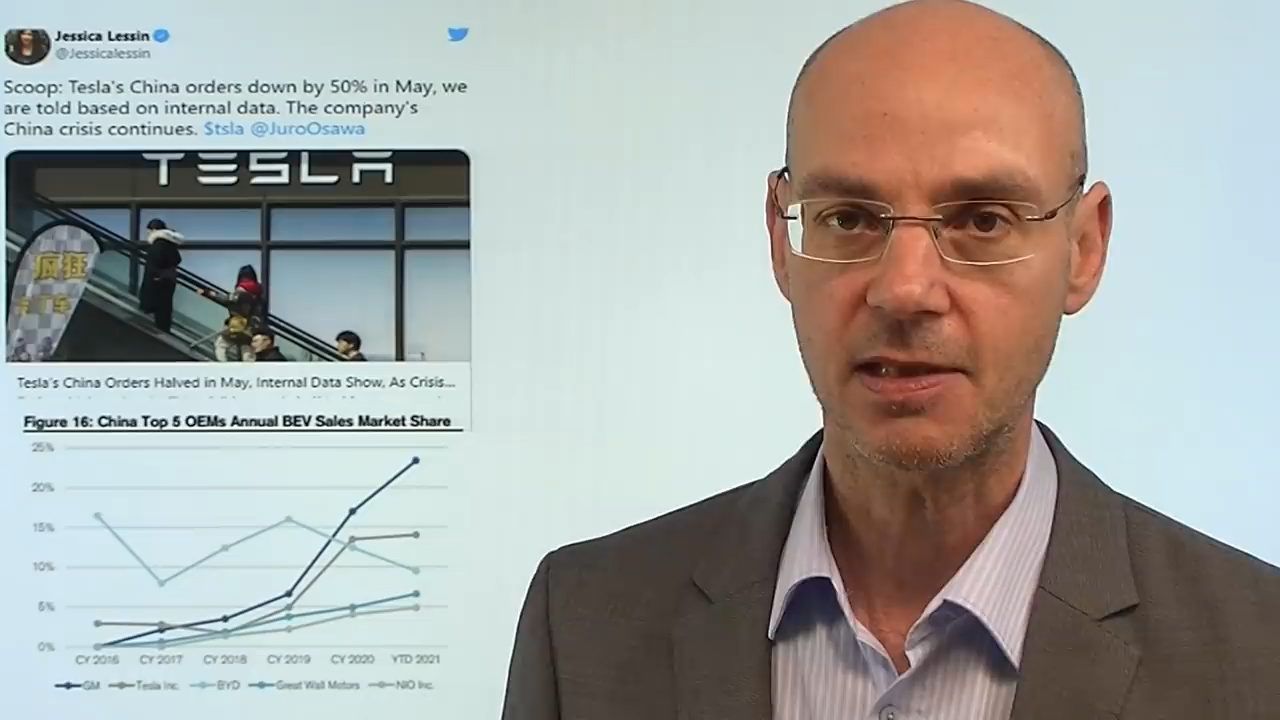 Jessica Lessin
@Jessicalessin
Scoop: Tesla's China orders down by 50% in May, we
are told based on internal data. The company's
China crisis continues. $tsla @JuroOsawa
TESLA
疯狂
Tesla's China Orders Halved in May, Internal Data Show, As Crisis...
Figure 16: China Top 5 OEMs Annual BEV Sales Market Share
25%
20%
15%
10%
5%
0%
CY 2016 CY 2017 CY 2018 CY 2019 CY 2020 YTD 2021
GM Tesla Inc. BYD Great Wall Motors NIO Inc.